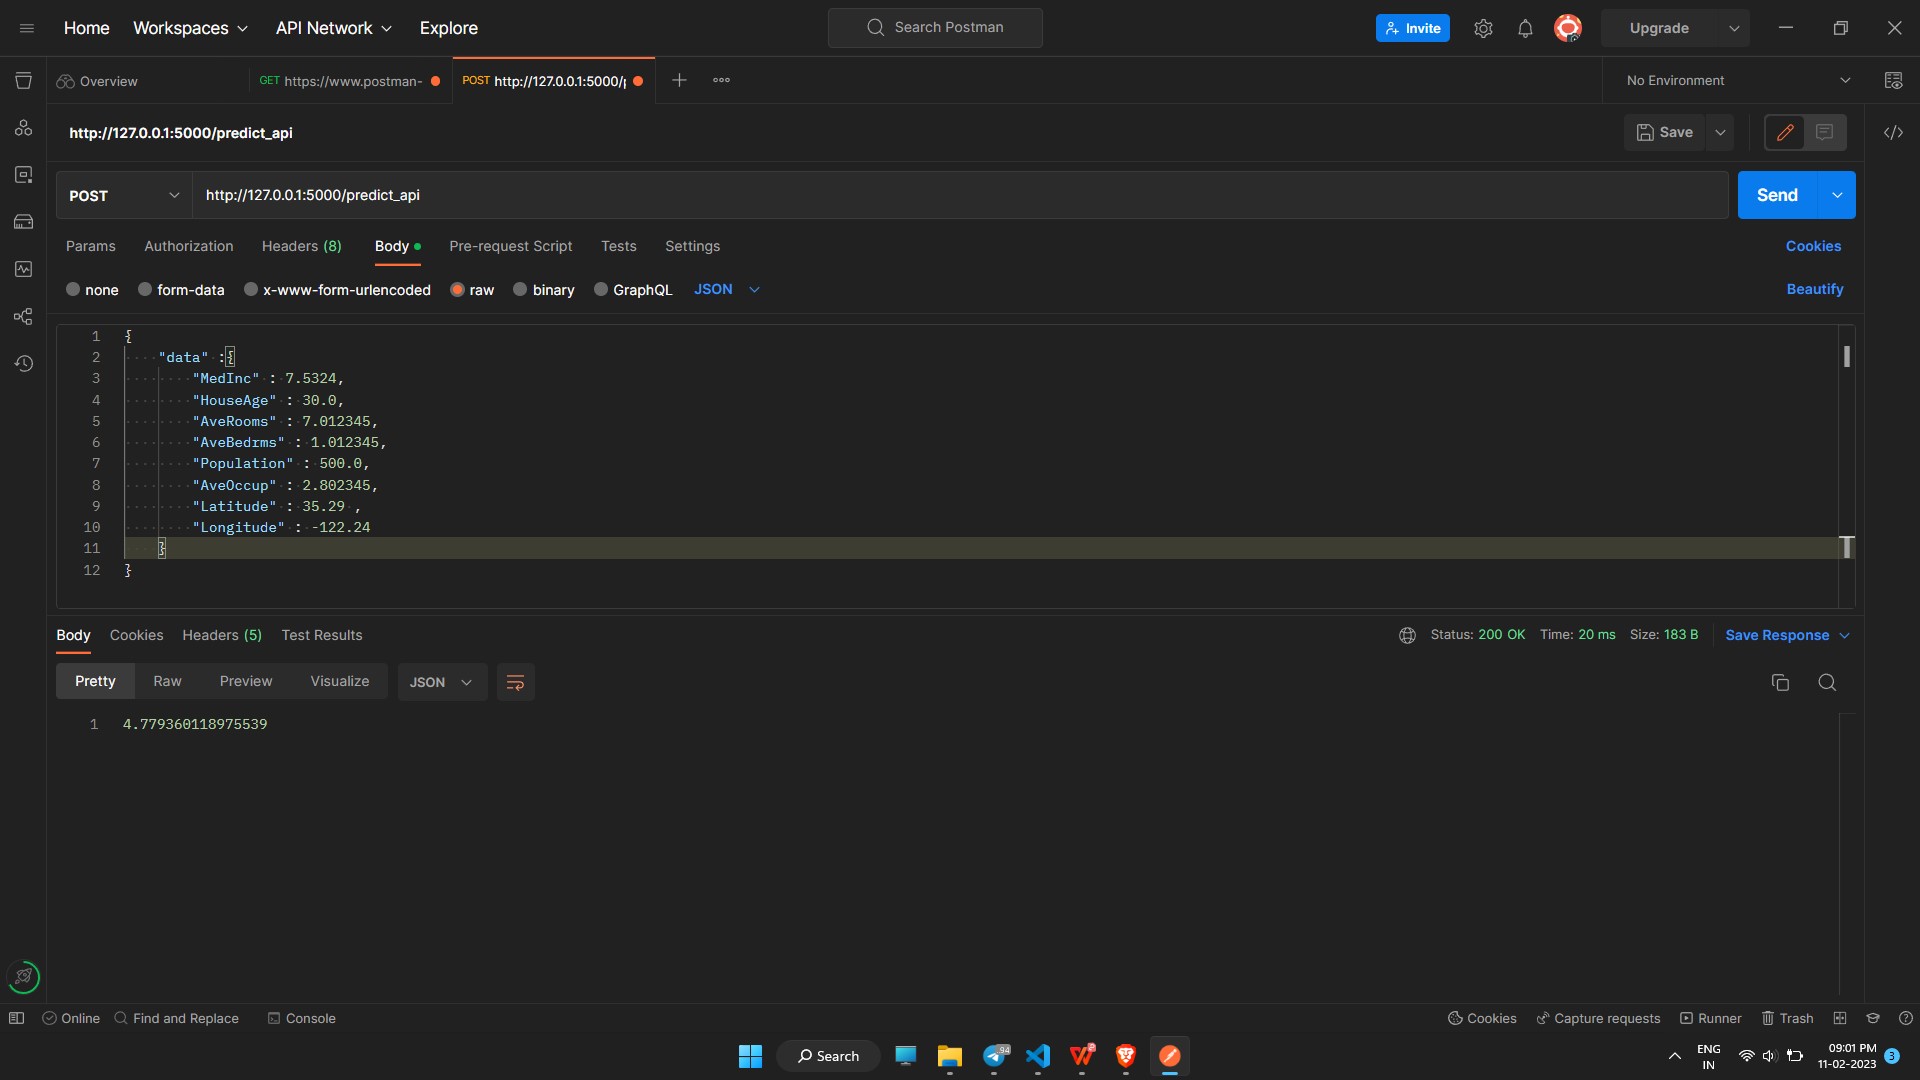 Home Workspaces API Network Explore Search Postman Invite Upgrade
Overview GET https://www.postman- POST http://127.0.0.1:5000/p No Environment
http://127.0.0.1:5000/predict_api Save
POST http://127.0.0.1:5000/predict_api Send
Params Authorization Headers (8) Body Pre-request Script Tests Settings Cookies
none form-data x-www-form-urlencoded raw binary GraphQL JSON Beautify
1 {
2 "data" :{
3 "MedInc" : 7.5324,
4 "HouseAge" : 30.0,
5 "AveRooms" : 7.012345,
6 "AveBedrms" : 1.012345,
7 "Population" : 500.0,
8 "AveOccup" : 2.802345,
9 "Latitude" : 35.29 ,
10 "Longitude" : -122.24
11 }
12 }
Body Cookies Headers (5) Test Results Status: 200 OK Time: 20 ms Size: 183 B Save Response
Pretty Raw Preview Visualize JSON
1 4.779360118975539
Online Find and Replace Console Cookies Capture requests Runner Trash
Search 94 ENG 09:01 PM 3
IN 11-02-2023